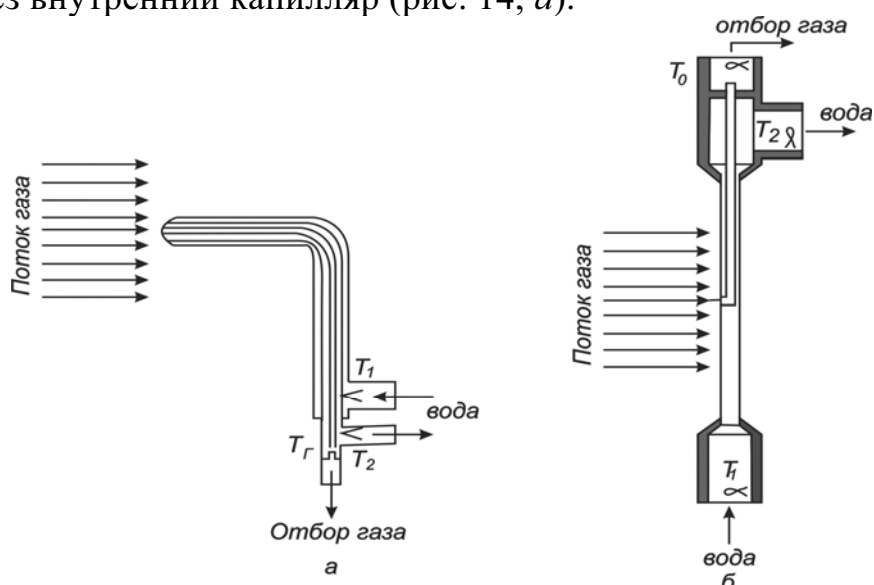 ез внутренний капилляр (рис. 14, а).
отбор газа
T0
T2
вода
Поток газа
Поток газа
T1
вода
TГ
T2
Отбор газа
а
T1
вода
б